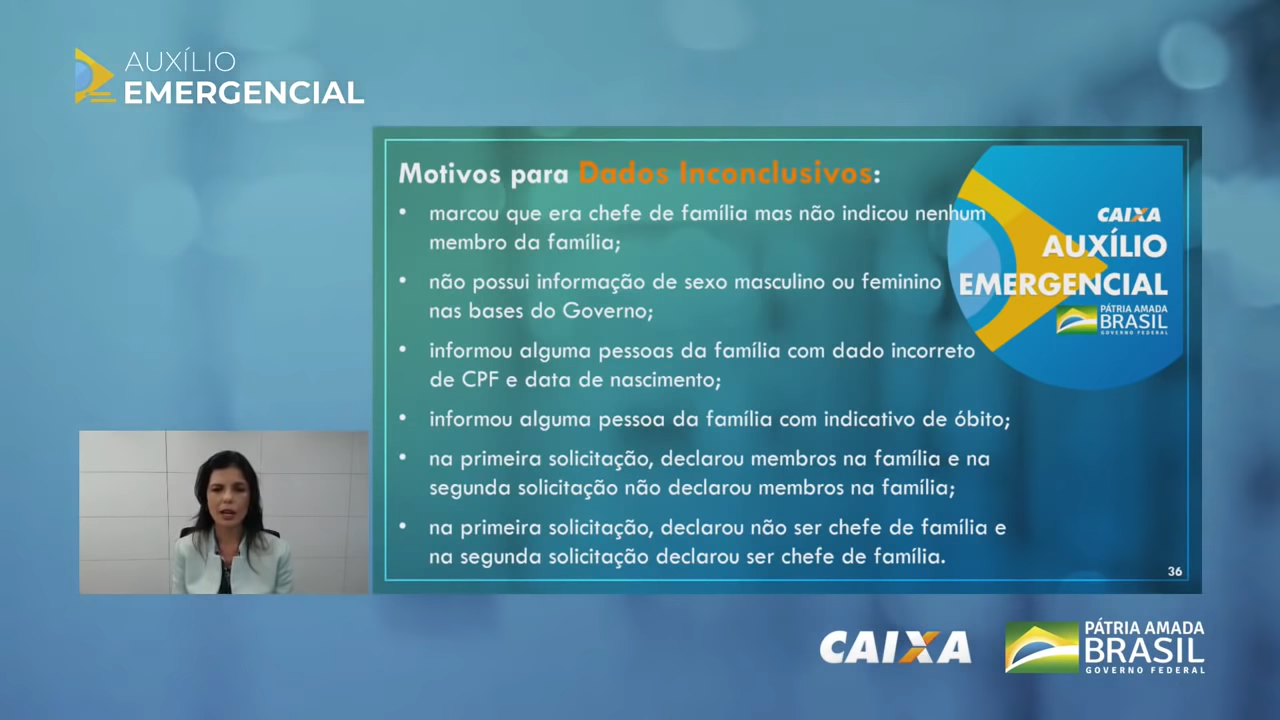 AUXÍLIO
EMERGENCIAL
Motivos para Dados Inconclusivos:
• marcou que era chefe de família mas não indicou nenhum
membro da família;
• não possui informação de sexo masculino ou feminino
nas bases do Governo;
• informou alguma pessoas da família com dado incorreto
de CPF e data de nascimento;
• informou alguma pessoa da família com indicativo de óbito;
• na primeira solicitação, declarou membros na família e na
segunda solicitação não declarou membros na família;
• na primeira solicitação, declarou não ser chefe de família e
na segunda solicitação declarou ser chefe de família.
CAIXA
AUXÍLIO
EMERGENCIAL
PÁTRIA AMADA
BRASIL
GOVERNO FEDERAL
36
CAIXA
PÁTRIA AMADA
BRASIL
GOVERNO FEDERAL